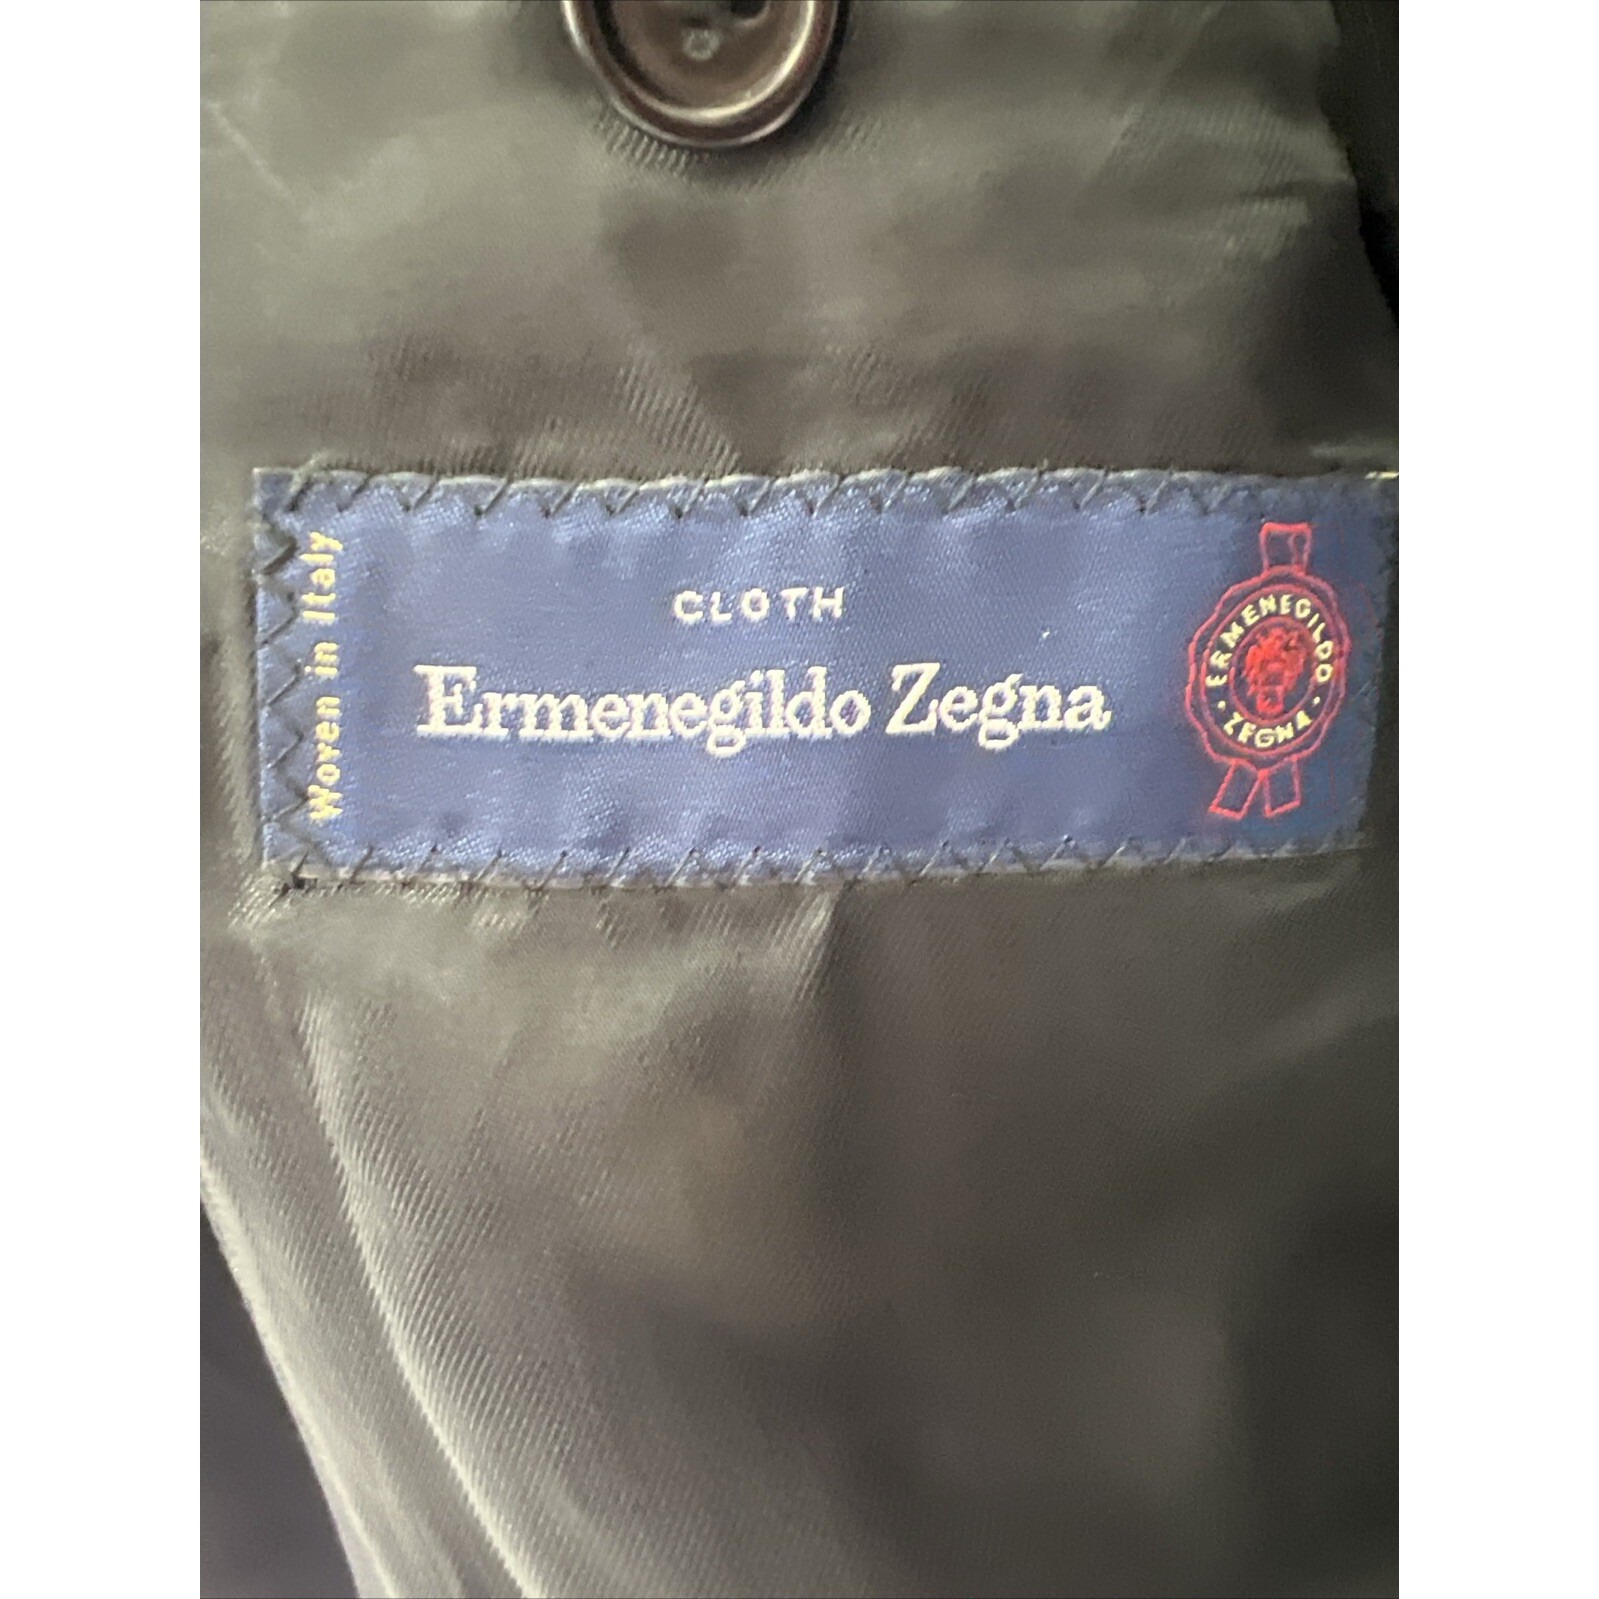 Woven in Italy
CLOTH
Ermenegildo Zegna
ERMENEGILDO
· ZEGNA ·